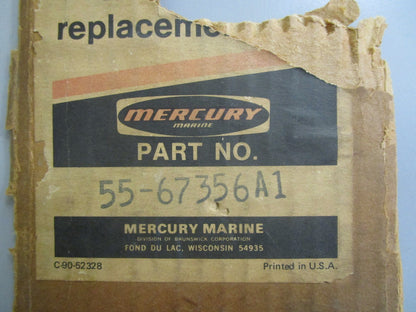 replaceme
MERCURY
MARINE
PART NO.
55-67356A1
MERCURY MARINE
DIVISION OF BRUNSWICK CORPORATION
FOND DU LAC, WISCONSIN 54935
C-90-52328 Printed in U.S.A.